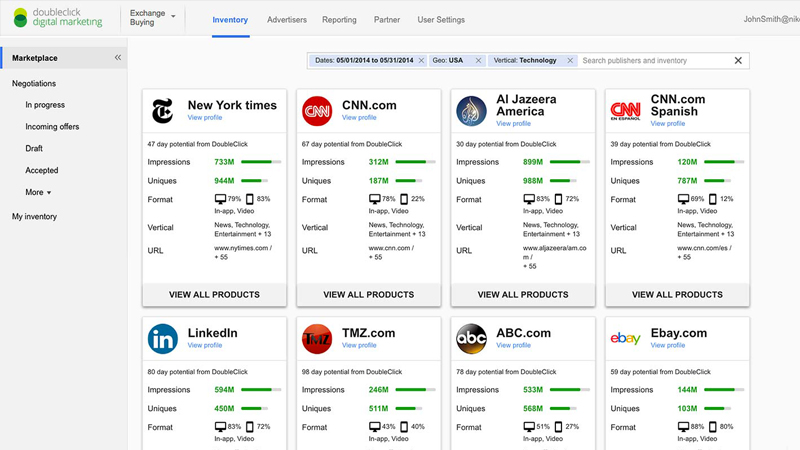 doubleclick
digital marketing
Exchange
Buying
Inventory
Advertisers
Reporting
Partner
User Settings
JohnSmith@nik
Marketplace
Negotiations
In progress
Incoming offers
Draft
Accepted
More
My inventory
Dates: 05/01/2014 to 05/31/2014
Geo: USA
Vertical: Technology
Search publishers and inventory
New York times
View profile
47 day potential from DoubleClick
Impressions 733M
Uniques 944M
Format 79% 83%
In-app, Video
Vertical News, Technology,
Entertainment + 13
URL www.nytimes.com /
+ 55
VIEW ALL PRODUCTS
CNN
CNN.com
View profile
67 day potential from DoubleClick
Impressions 312M
Uniques 187M
Format 78% 22%
In-app, Video
Vertical News, Technology,
Entertainment + 13
URL www.cnn.com /
+ 55
VIEW ALL PRODUCTS
Al Jazeera
America
View profile
30 day potential from DoubleClick
Impressions 899M
Uniques 988M
Format 83% 72%
In-app, Video
Vertical News, Technology,
Entertainment + 13
URL www.aljazeera/am.co
m /
+ 55
VIEW ALL PRODUCTS
CNN
EN ESPAÑOL
CNN.com
Spanish
View profile
39 day potential from DoubleClick
Impressions 120M
Uniques 787M
Format 69% 12%
In-app, Video
Vertical News, Technology,
Entertainment + 13
URL www.cnn.com/es /
+ 55
VIEW ALL PRODUCTS
in
LinkedIn
View profile
80 day potential from DoubleClick
Impressions 594M
Uniques 450M
Format 83% 72%
In-app, Video
TMZ
TMZ.com
View profile
98 day potential from DoubleClick
Impressions 246M
Uniques 511M
Format 43% 40%
In-app, Video
abc
ABC.com
View profile
78 day potential from DoubleClick
Impressions 533M
Uniques 568M
Format 51% 27%
In-app, Video
ebay
Ebay.com
View profile
59 day potential from DoubleClick
Impressions 144M
Uniques 103M
Format 88% 80%
In-app, Video